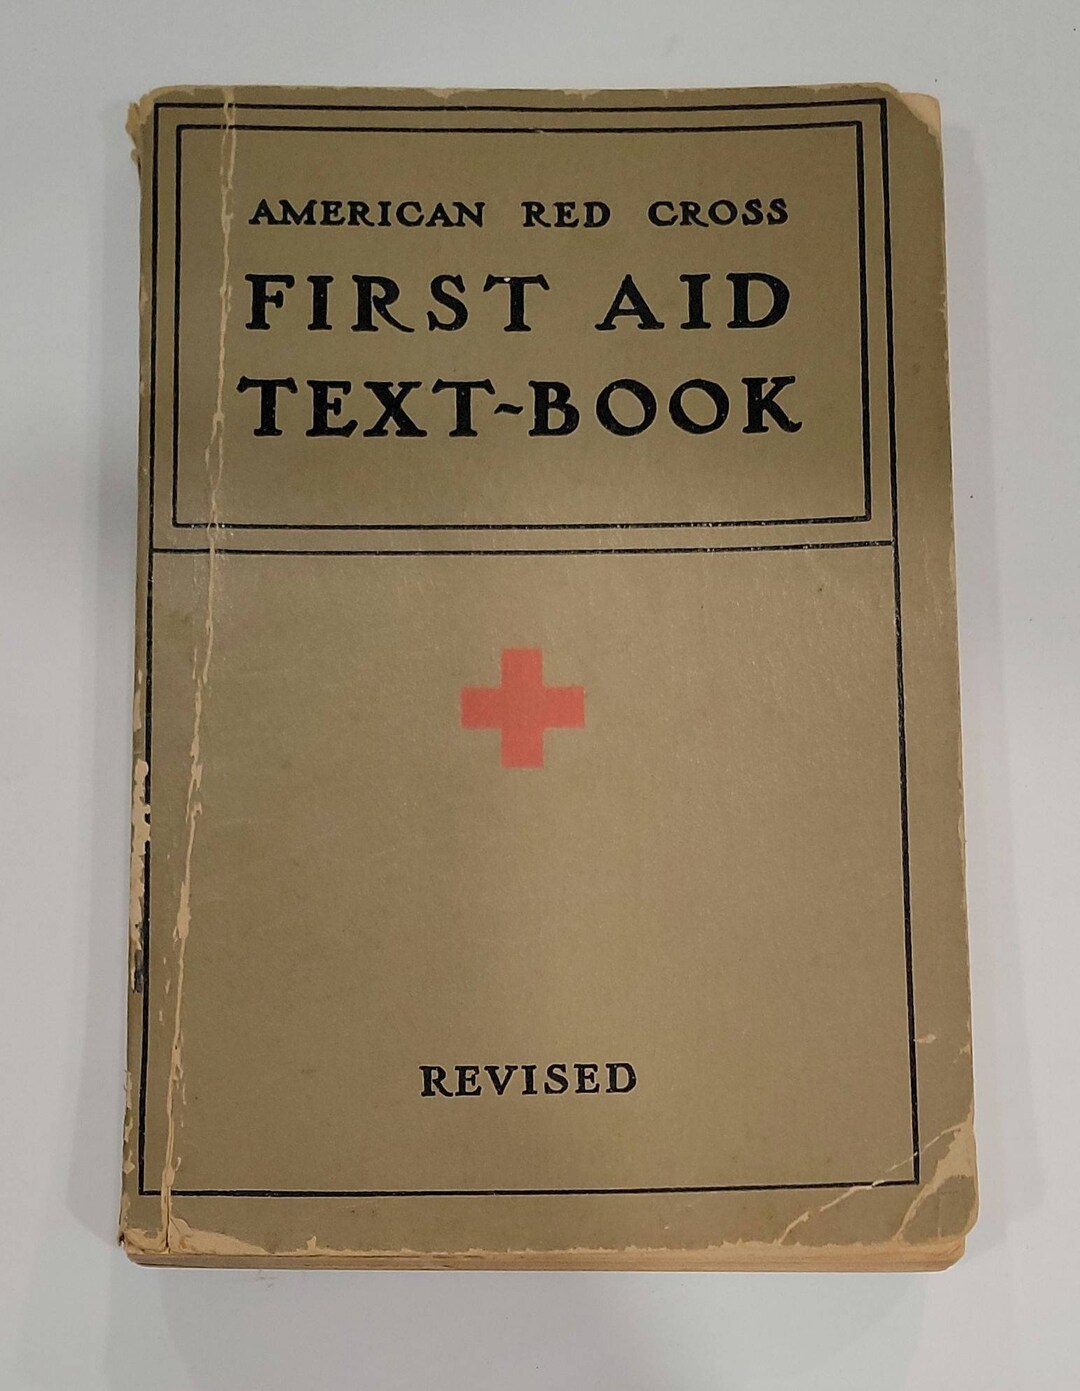 AMERICAN RED CROSS
FIRST AID
TEXT-BOOK
REVISED